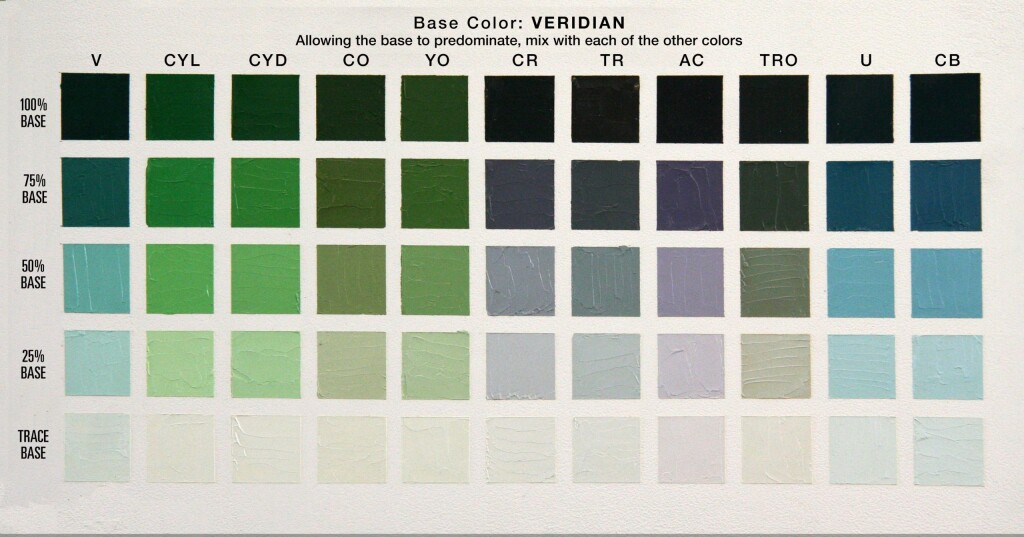 Base Color: VERIDIAN
Allowing the base to predominate, mix with each of the other colors
V CYL CYD CO YO CR TR AC TRO U CB
100%
BASE
75%
BASE
50%
BASE
25%
BASE
TRACE
BASE